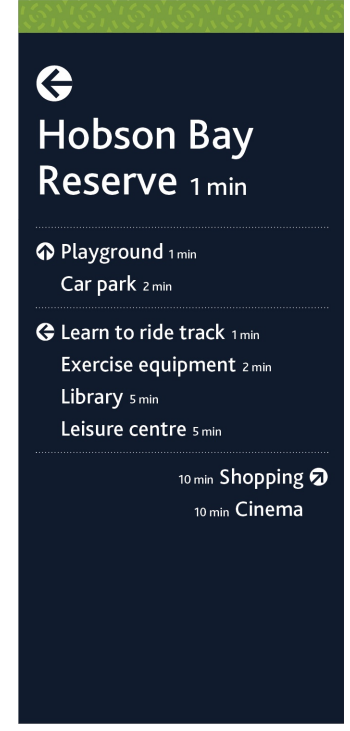 Hobson Bay
Reserve 1 min
Playground 1 min
Car park 2 min
Learn to ride track 1 min
Exercise equipment 2 min
Library 5 min
Leisure centre 5 min
10 min Shopping
10 min Cinema